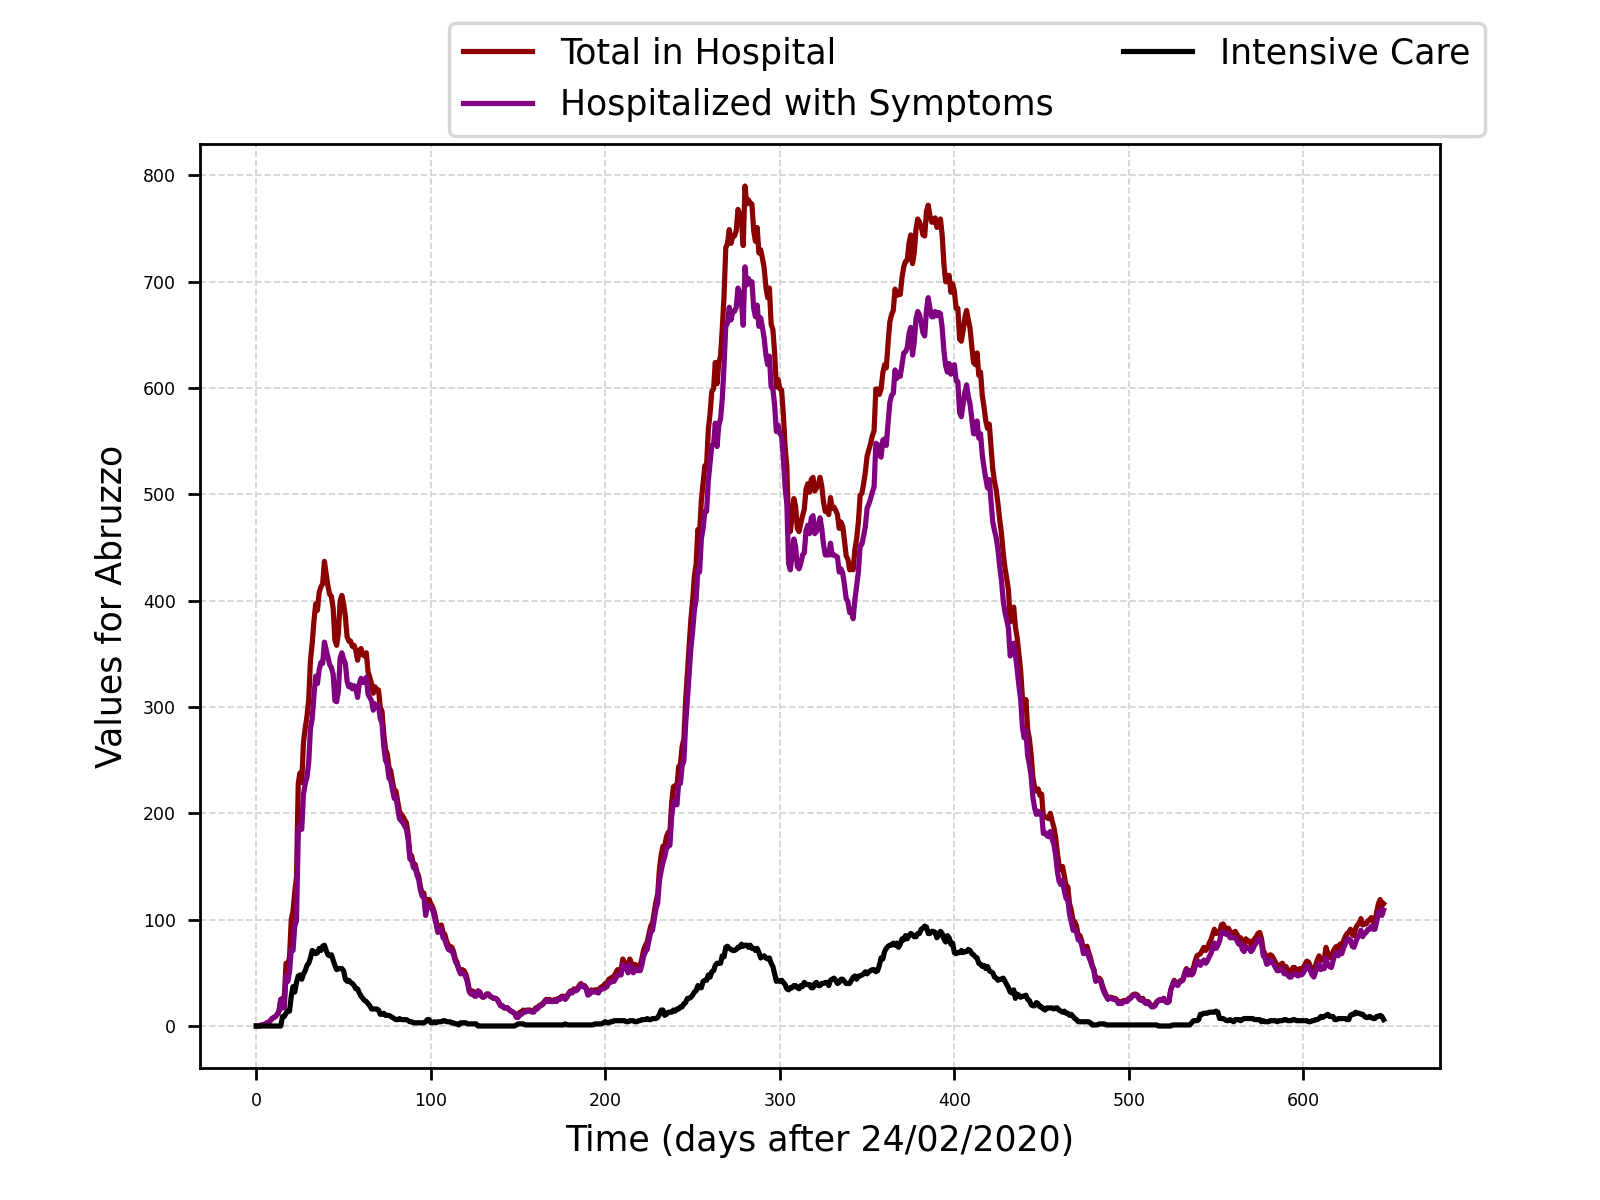 Total in Hospital
Hospitalized with Symptoms
Intensive Care
Values for Abruzzo
800
700
600
500
400
300
200
100
0
0 100 200 300 400 500 600
Time (days after 24/02/2020)